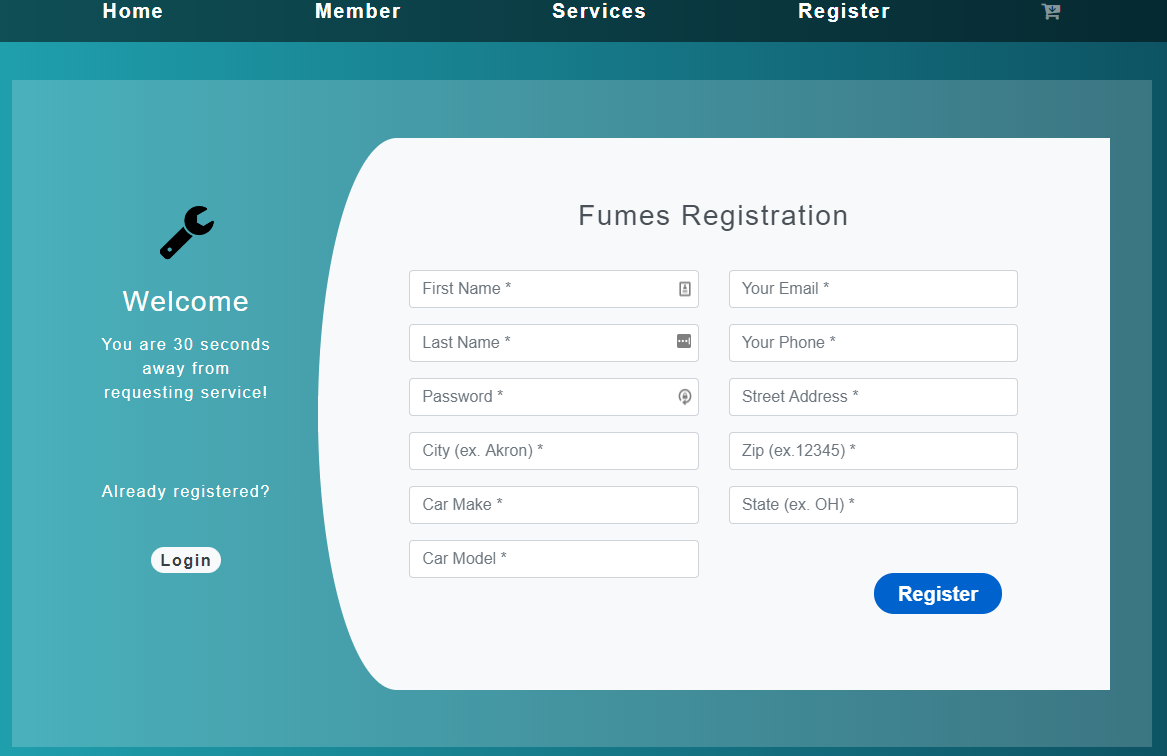 Home Member Services Register
Fumes Registration
Welcome
You are 30 seconds
away from
requesting service!
Already registered?
Login
First Name * Your Email *
Last Name * Your Phone *
Password * Street Address *
City (ex. Akron) * Zip (ex.12345) *
Car Make * State (ex. OH) *
Car Model *
Register